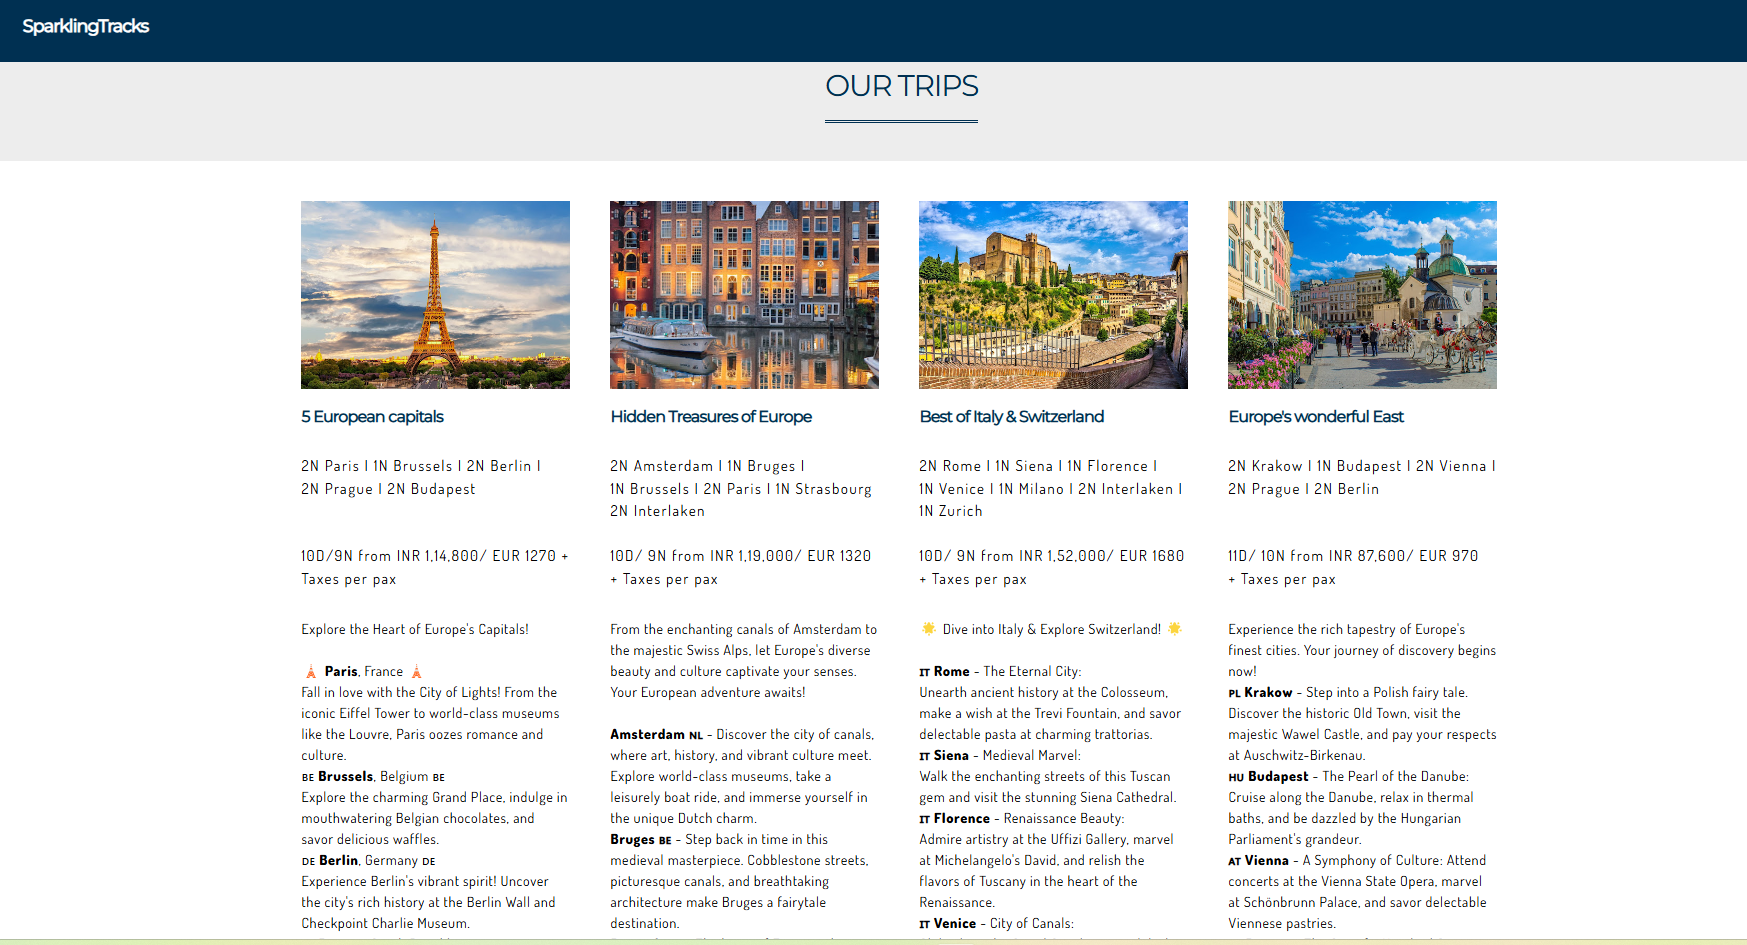 SparklingTracks
OUR TRIPS
5 European capitals
2N Paris | 1N Brussels | 2N Berlin |
2N Prague | 2N Budapest
10D/9N from INR 1,14,800/ EUR 1270 +
Taxes per pax
Explore the Heart of Europe's Capitals!
🗼 Paris, France 🗼
Fall in love with the City of Lights! From the
iconic Eiffel Tower to world-class museums
like the Louvre, Paris oozes romance and
culture.
BE Brussels, Belgium BE
Explore the charming Grand Place, indulge in
mouthwatering Belgian chocolates, and
savor delicious waffles.
DE Berlin, Germany DE
Experience Berlin's vibrant spirit! Uncover
the city's rich history at the Berlin Wall and
Checkpoint Charlie Museum.
Hidden Treasures of Europe
2N Amsterdam | 1N Bruges |
1N Brussels | 2N Paris | 1N Strasbourg
2N Interlaken
10D/ 9N from INR 1,19,000/ EUR 1320
+ Taxes per pax
From the enchanting canals of Amsterdam to
the majestic Swiss Alps, let Europe's diverse
beauty and culture captivate your senses.
Your European adventure awaits!
Amsterdam NL - Discover the city of canals,
where art, history, and vibrant culture meet.
Explore world-class museums, take a
leisurely boat ride, and immerse yourself in
the unique Dutch charm.
Bruges BE - Step back in time in this
medieval masterpiece. Cobblestone streets,
picturesque canals, and breathtaking
architecture make Bruges a fairytale
destination.
Best of Italy & Switzerland
2N Rome | 1N Siena | 1N Florence |
1N Venice | 1N Milano | 2N Interlaken |
1N Zurich
10D/ 9N from INR 1,52,000/ EUR 1680
+ Taxes per pax
🌟 Dive into Italy & Explore Switzerland! 🌟
IT Rome - The Eternal City:
Unearth ancient history at the Colosseum,
make a wish at the Trevi Fountain, and savor
delectable pasta at charming trattorias.
IT Siena - Medieval Marvel:
Walk the enchanting streets of this Tuscan
gem and visit the stunning Siena Cathedral.
IT Florence - Renaissance Beauty:
Admire artistry at the Uffizi Gallery, marvel
at Michelangelo's David, and relish the
flavors of Tuscany in the heart of the
Renaissance.
IT Venice - City of Canals:
Europe's wonderful East
2N Krakow | 1N Budapest | 2N Vienna |
2N Prague | 2N Berlin
11D/ 10N from INR 87,600/ EUR 970
+ Taxes per pax
Experience the rich tapestry of Europe's
finest cities. Your journey of discovery begins
now!
PL Krakow - Step into a Polish fairy tale.
Discover the historic Old Town, visit the
majestic Wawel Castle, and pay your respects
at Auschwitz-Birkenau.
HU Budapest - The Pearl of the Danube:
Cruise along the Danube, relax in thermal
baths, and be dazzled by the Hungarian
Parliament's grandeur.
AT Vienna - A Symphony of Culture: Attend
concerts at the Vienna State Opera, marvel
at Schönbrunn Palace, and savor delectable
Viennese pastries.